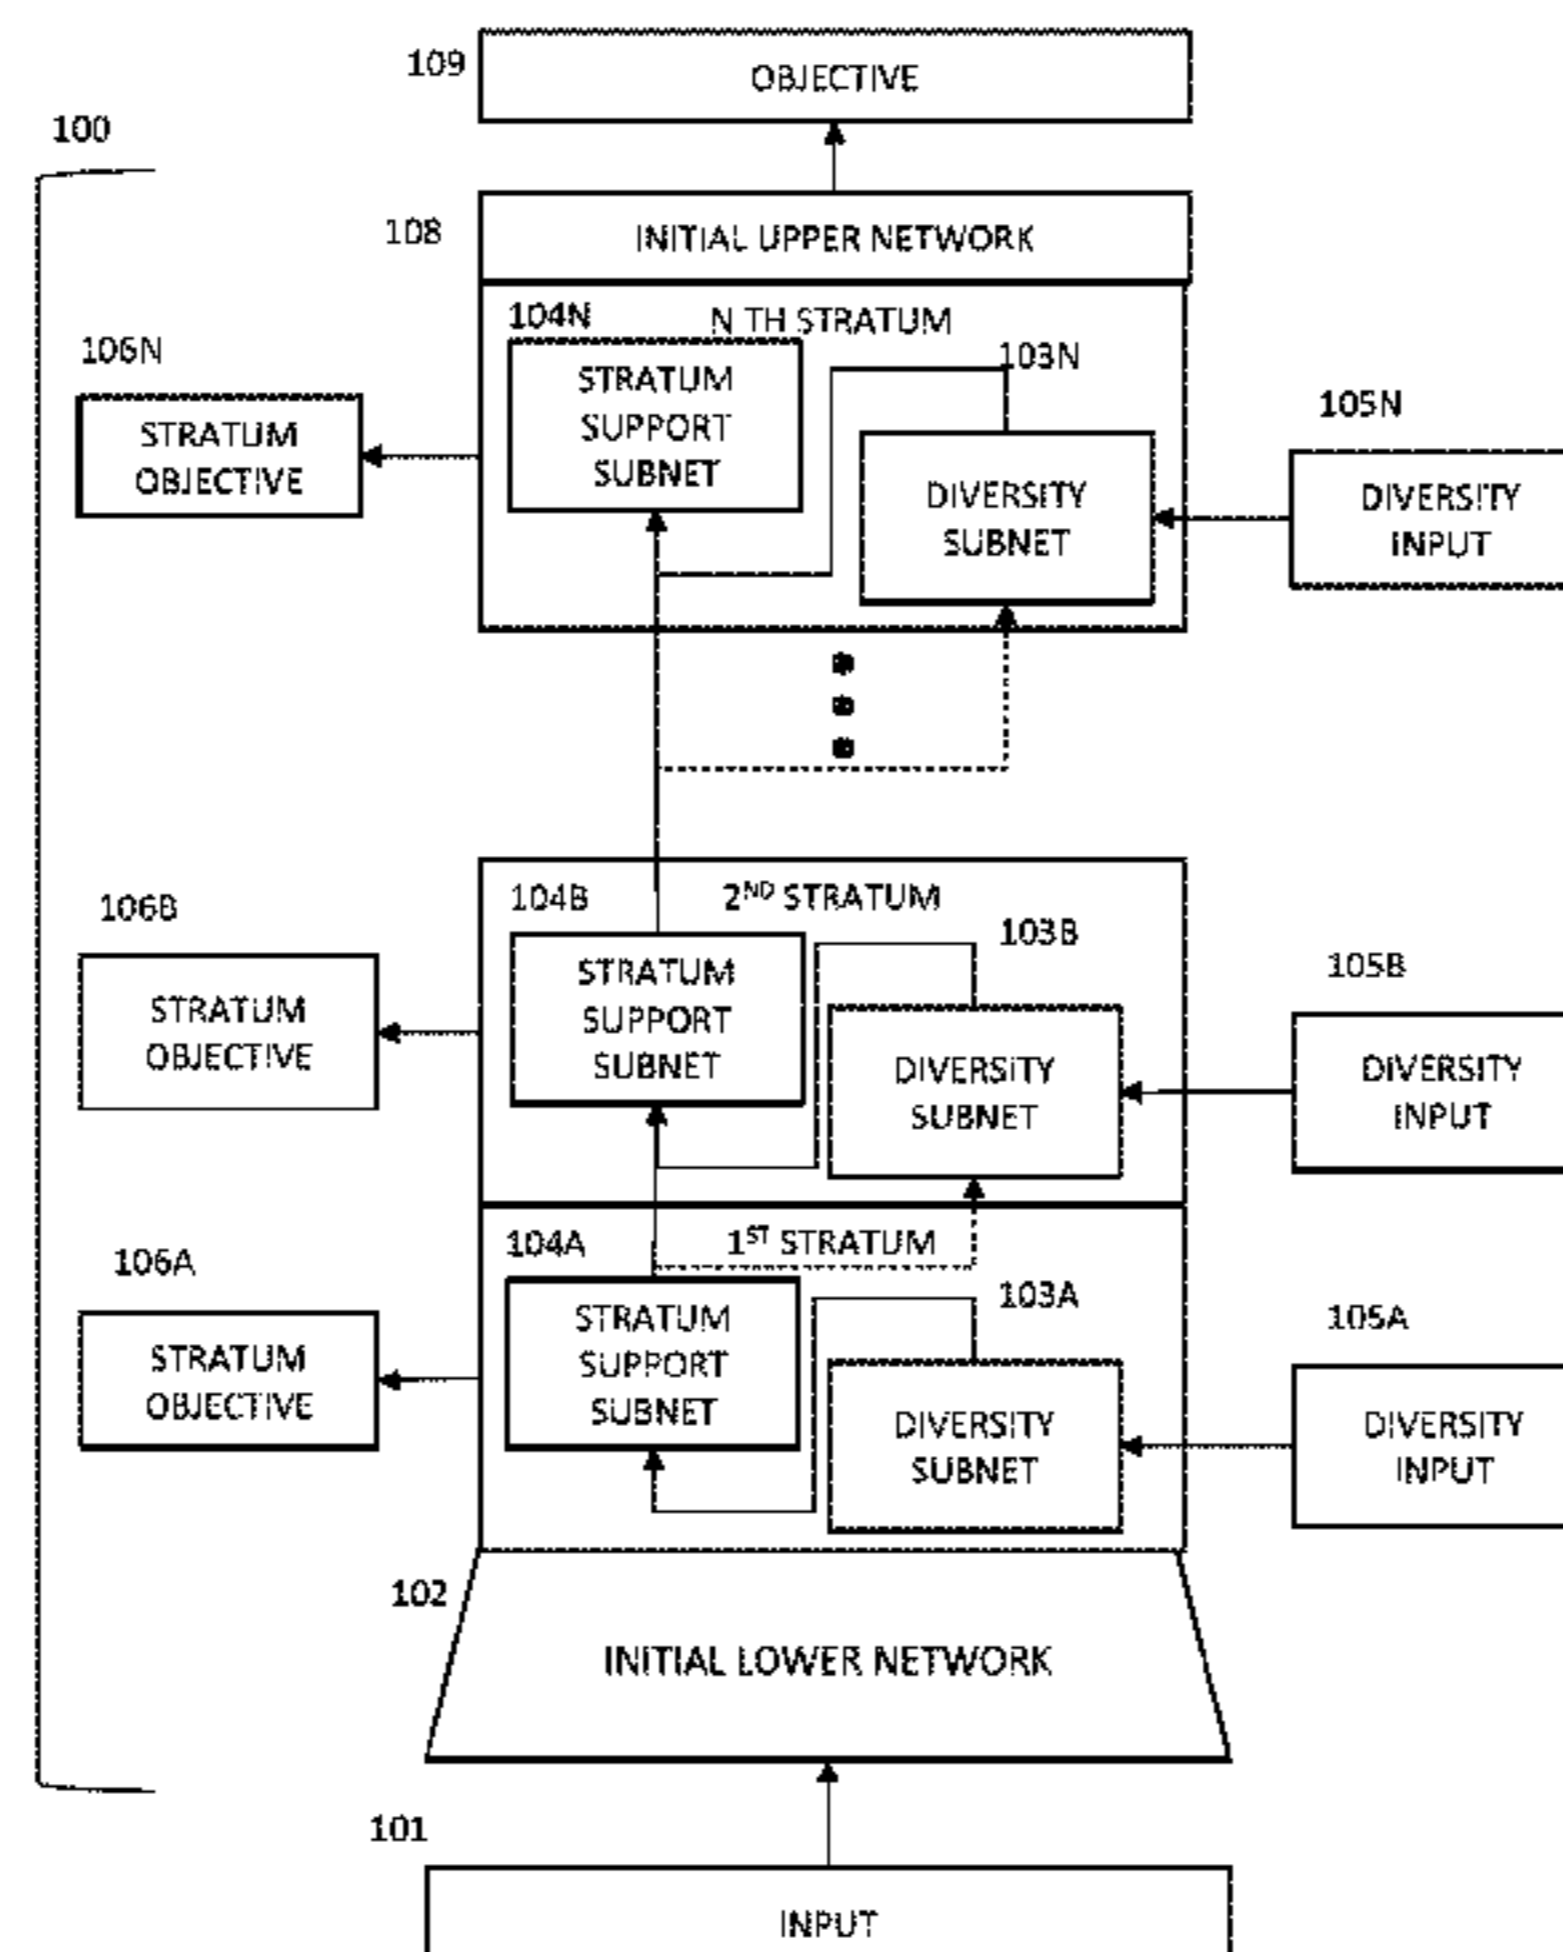 109
OBJECTIVE
100
108
INITIAL UPPER NETWORK
104N
N TH STRATUM
106N
103N
STRATUM
SUPPORT
SUBNET
105N
STRATUM
OBJECTIVE
DIVERSITY
SUBNET
DIVERSITY
INPUT
104B
2ND STRATUM
106B
103B
STRATUM
SUPPORT
SUBNET
105B
STRATUM
OBJECTIVE
DIVERSITY
SUBNET
DIVERSITY
INPUT
104A
1ST STRATUM
106A
103A
STRATUM
SUPPORT
SUBNET
105A
STRATUM
OBJECTIVE
DIVERSITY
SUBNET
DIVERSITY
INPUT
102
INITIAL LOWER NETWORK
101
INPUT